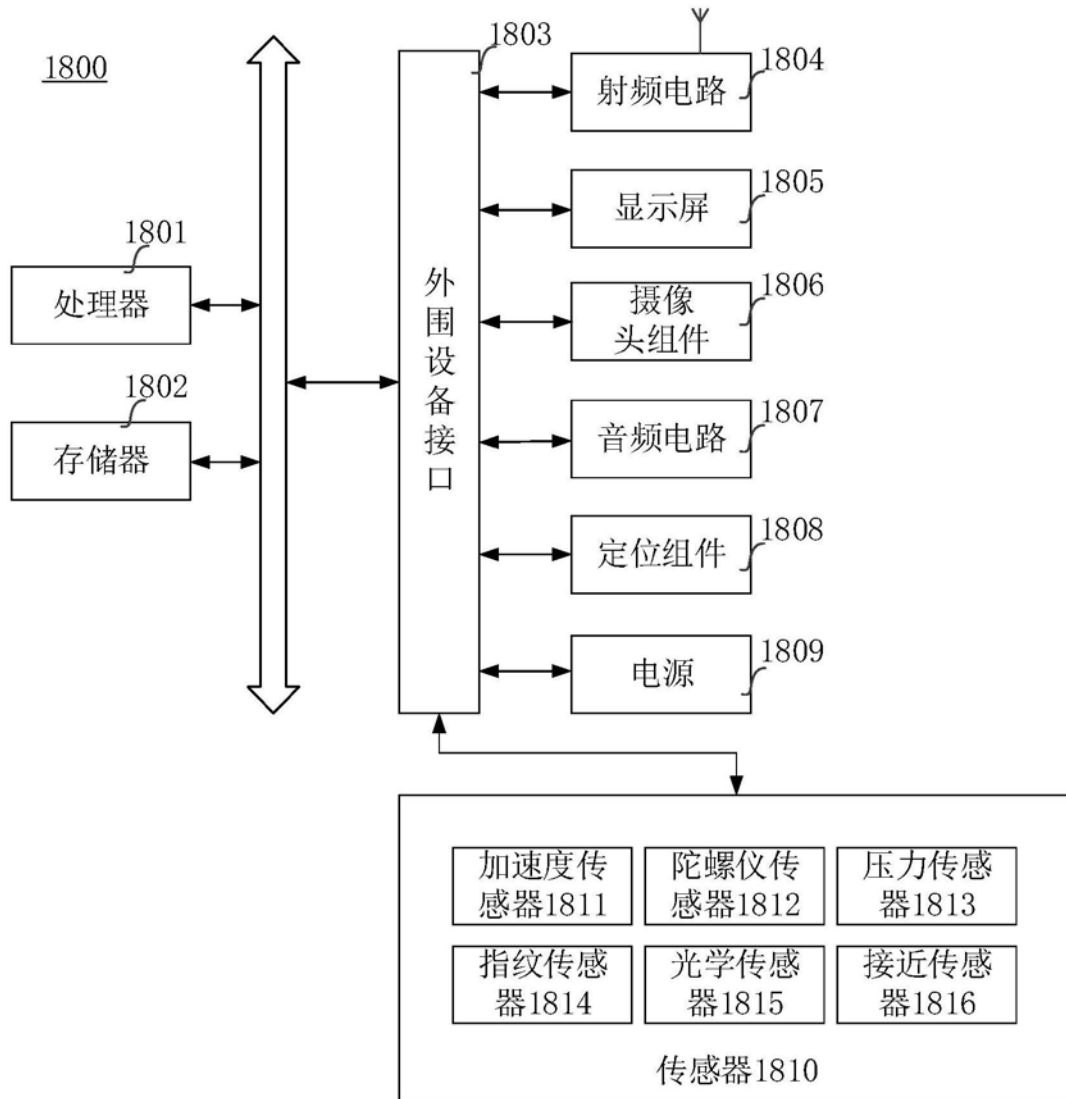 1800
1803
1804
射频电路
1805
显示屏
1801
处理器
1806
摄像
头组件
外
围
设
备
接
口
1802
存储器
1807
音频电路
1808
定位组件
1809
电源
加速度传
感器1811
陀螺仪传
感器1812
压力传感
器1813
指纹传感
器1814
光学传感
器1815
接近传感
器1816
传感器1810